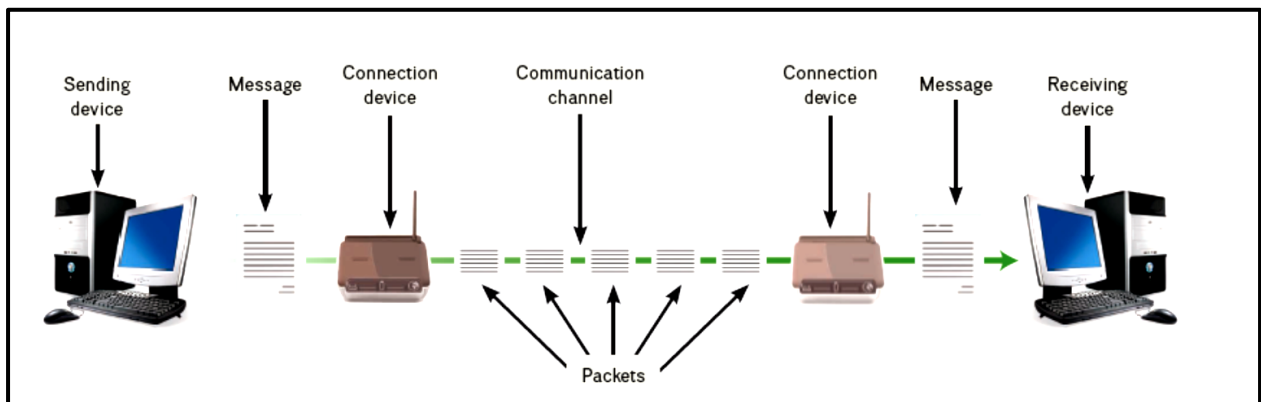 Sending
device
Message
Connection
device
Communication
channel
Connection
device
Message
Receiving
device
Packets